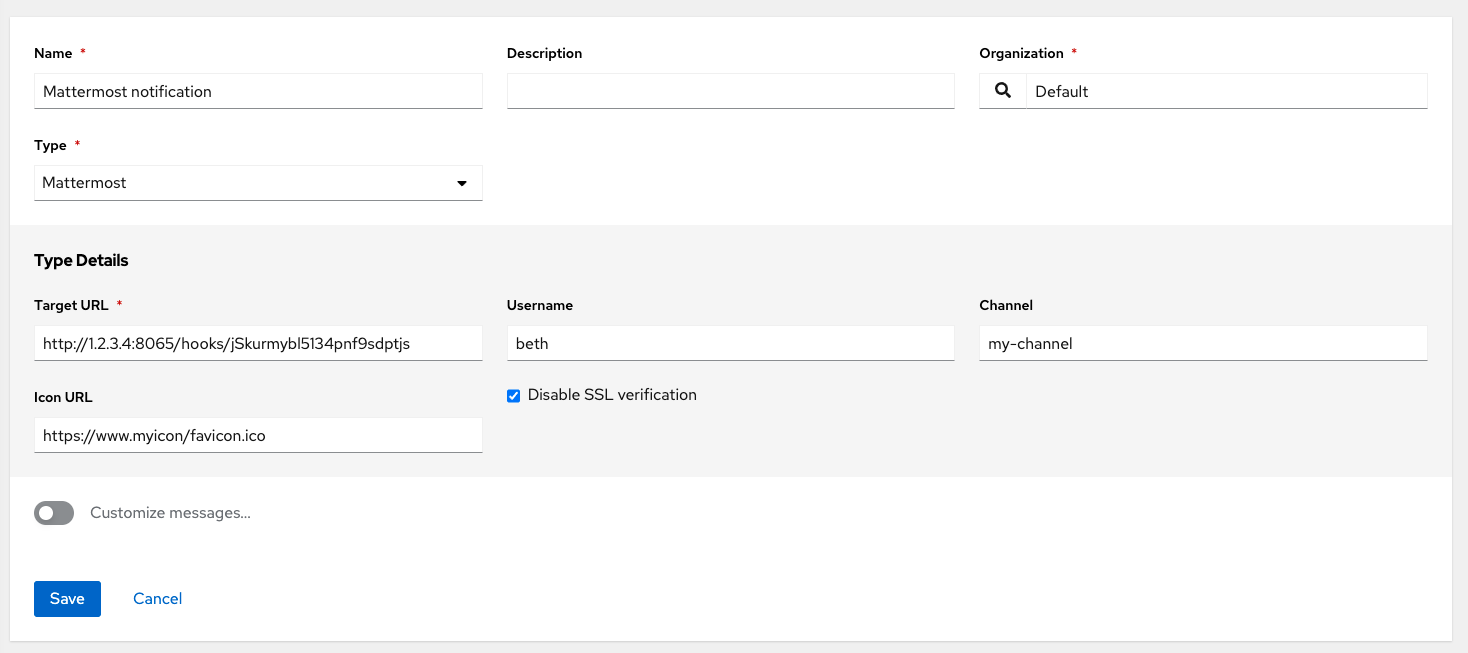 Name *
Description
Organization *
Mattermost notification
Default
Type *
Mattermost
Type Details
Target URL *
Username
Channel
http://1.2.3.4:8065/hooks/jSkurmybl5134pnf9sdptjs
beth
my-channel
Icon URL
Disable SSL verification
https://www.myicon/favicon.ico
Customize messages...
Save
Cancel